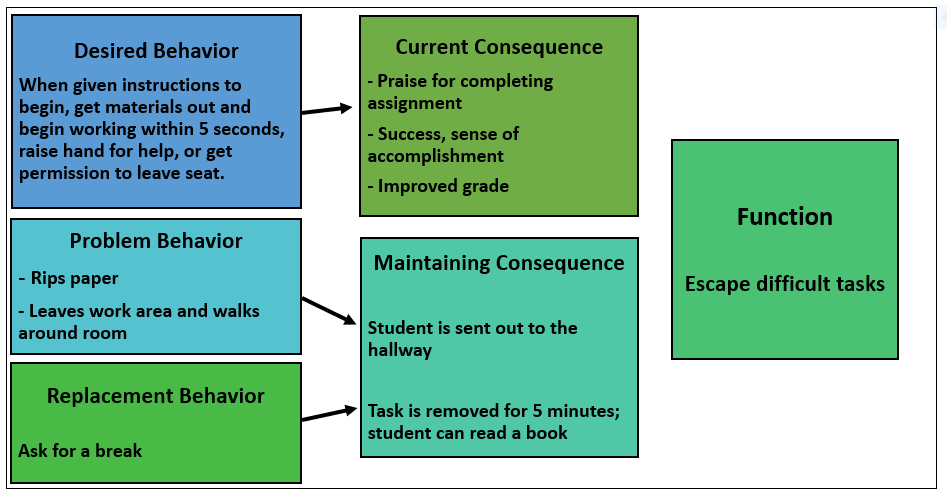 Desired Behavior
When given instructions to
begin, get materials out and
begin working within 5 seconds,
raise hand for help, or get
permission to leave seat.
Current Consequence
- Praise for completing
assignment
- Success, sense of
accomplishment
- Improved grade
Problem Behavior
- Rips paper
- Leaves work area and walks
around room
Maintaining Consequence
Student is sent out to the
hallway
Task is removed for 5 minutes;
student can read a book
Replacement Behavior
Ask for a break
Function
Escape difficult tasks